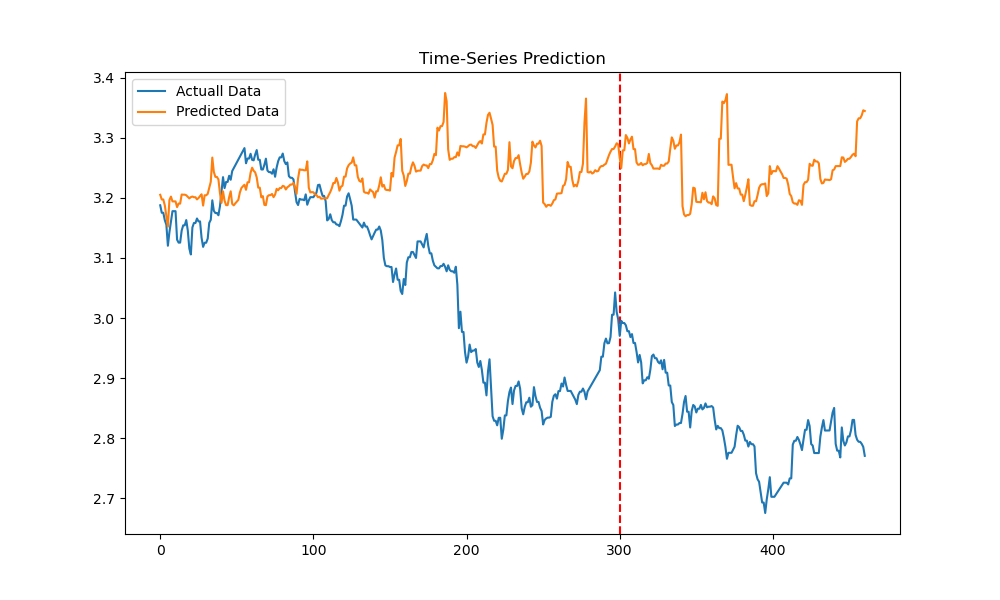 Time-Series Prediction
Actuall Data
Predicted Data
3.4
3.3
3.2
3.1
3.0
2.9
2.8
2.7
0 100 200 300 400